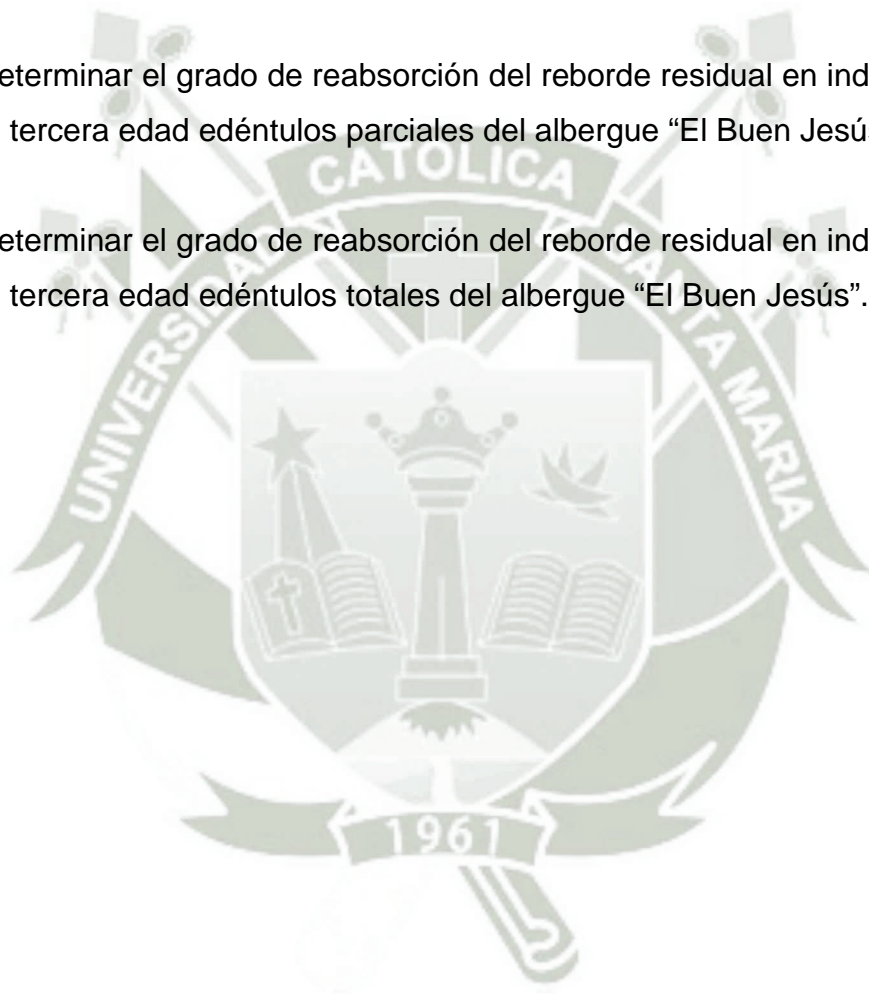 eterminar el grado de reabsorción del reborde residual en ind
tercera edad edéntulos parciales del albergue “El Buen Jesú
CATOLICA
eterminar el grado de reabsorción del reborde residual en ind
tercera edad edéntulos totales del albergue “El Buen Jesús”.
UNIVERSIDAD
SANTA MARIA
1961